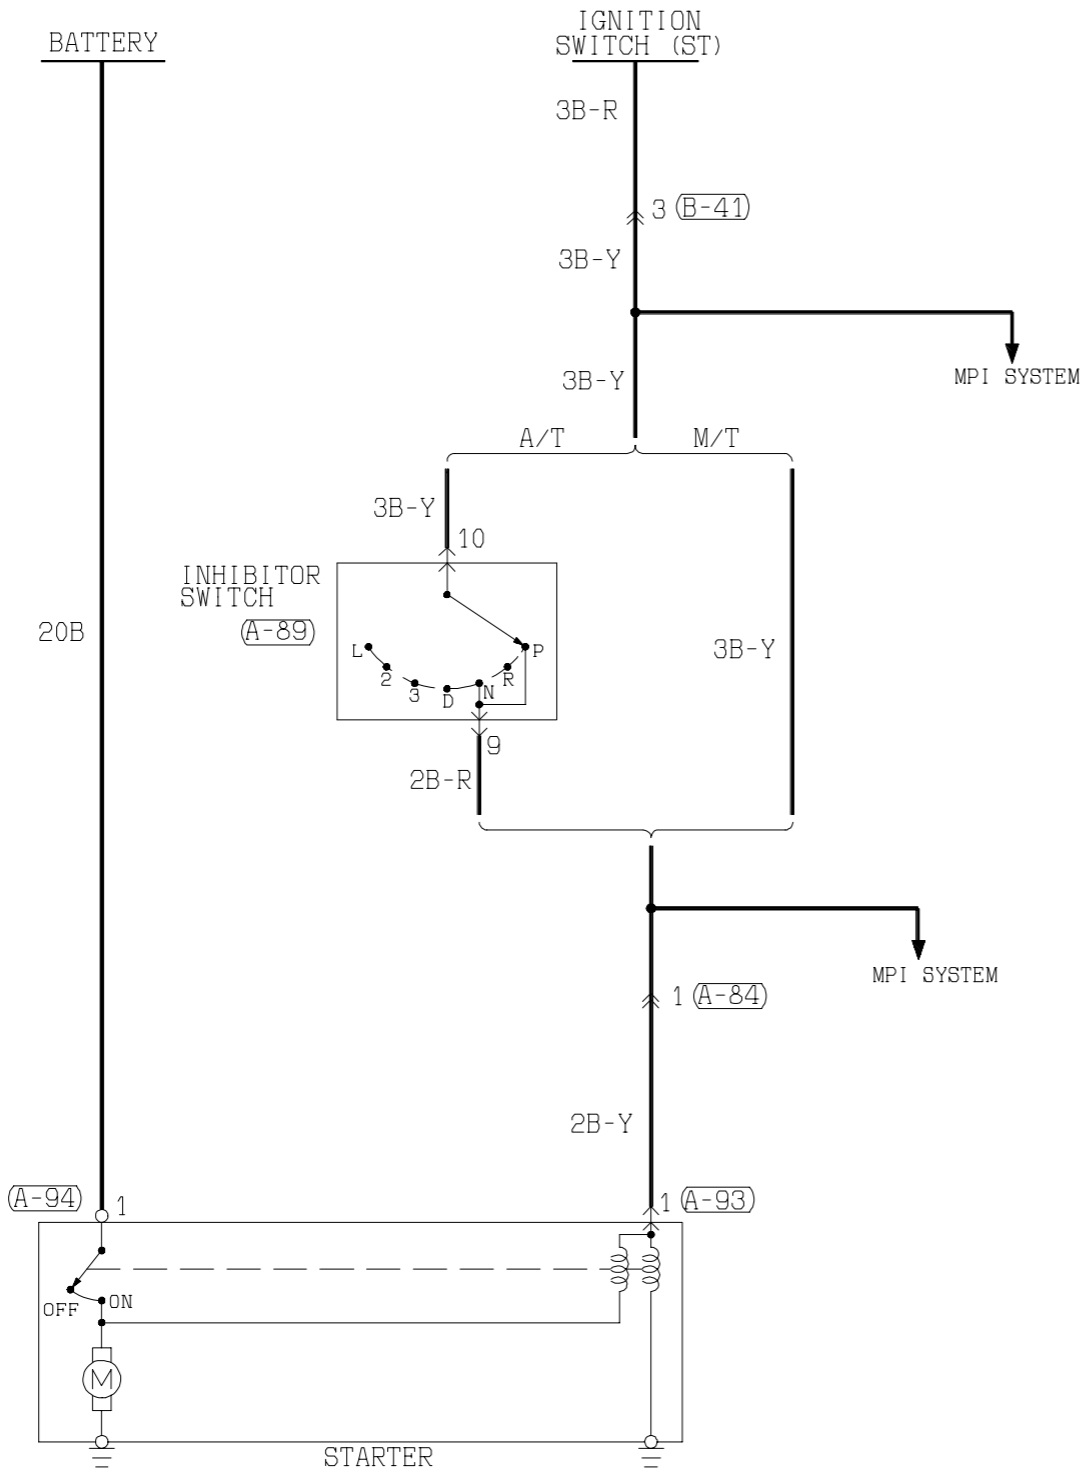 BATTERY
IGNITION
SWITCH (ST)
3B-R
3 B-41
3B-Y
3B-Y
MPI SYSTEM
A/T
M/T
3B-Y
10
INHIBITOR
SWITCH
A-89
L
2
3
D
N
R
P
20B
3B-Y
9
2B-R
MPI SYSTEM
1 A-84
2B-Y
A-94 1
1 A-93
OFF
ON
M
STARTER